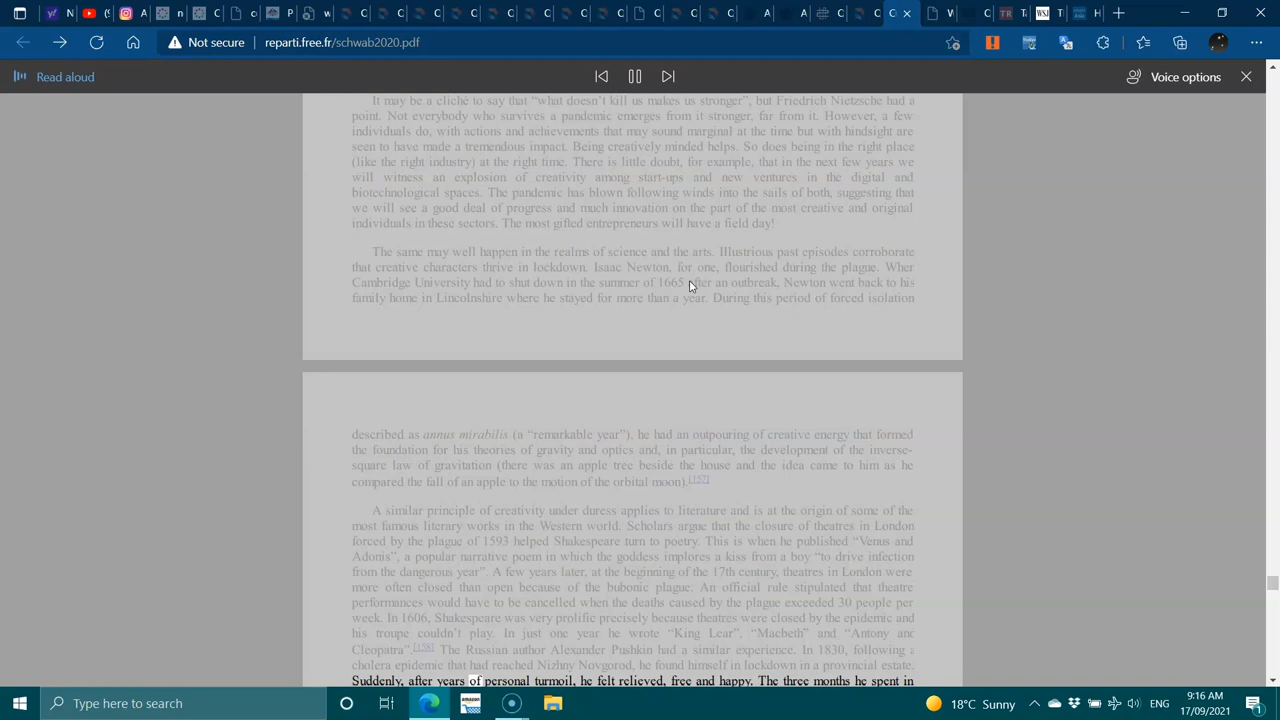 Not secure
reparti.free.fr/schwab2020.pdf
Read aloud
Voice options
It may be a cliché to say that "what doesn't kill us makes us stronger", but Friedrich Nietzsche had a
point. Not everybody who survives a pandemic emerges from it stronger, far from it. However, a few
individuals do, with actions and achievements that may sound marginal at the time but with hindsight are
seen to have made a tremendous impact. Being creatively minded helps. So does being in the right place
(like the right industry) at the right time. There is little doubt, for example, that in the next few years we
will witness an explosion of creativity among start-ups and new ventures in the digital and
biotechnological spaces. The pandemic has blown following winds into the sails of both, suggesting that
we will see a good deal of progress and much innovation on the part of the most creative and original
individuals in these sectors. The most gifted entrepreneurs will have a field day!
The same may well happen in the realms of science and the arts. Illustrious past episodes corroborate
that creative characters thrive in lockdown. Isaac Newton, for one, flourished during the plague. When
Cambridge University had to shut down in the summer of 1665 after an outbreak, Newton went back to his
family home in Lincolnshire where he stayed for more than a year. During this period of forced isolation
described as annus mirabilis (a "remarkable year"), he had an outpouring of creative energy that formed
the foundation for his theories of gravity and optics and, in particular, the development of the inverse-
square law of gravitation (there was an apple tree beside the house and the idea came to him as he
compared the fall of an apple to the motion of the orbital moon).[157]
A similar principle of creativity under duress applies to literature and is at the origin of some of the
most famous literary works in the Western world. Scholars argue that the closure of theatres in London
forced by the plague of 1593 helped Shakespeare turn to poetry. This is when he published "Venus and
Adonis", a popular narrative poem in which the goddess implores a kiss from a boy "to drive infection
from the dangerous year". A few years later, at the beginning of the 17th century, theatres in London were
more often closed than open because of the bubonic plague. An official rule stipulated that theatre
performances would have to be cancelled when the deaths caused by the plague exceeded 30 people per
week. In 1606, Shakespeare was very prolific precisely because theatres were closed by the epidemic and
his troupe couldn't play. In just one year he wrote "King Lear", "Macbeth" and "Antony and
Cleopatra".[158] The Russian author Alexander Pushkin had a similar experience. In 1830, following a
cholera epidemic that had reached Nizhny Novgorod, he found himself in lockdown in a provincial estate.
Suddenly, after years of personal turmoil, he felt relieved, free and happy. The three months he spent in
Type here to search
amazon
18°C Sunny
ENG
9:16 AM
17/09/2021